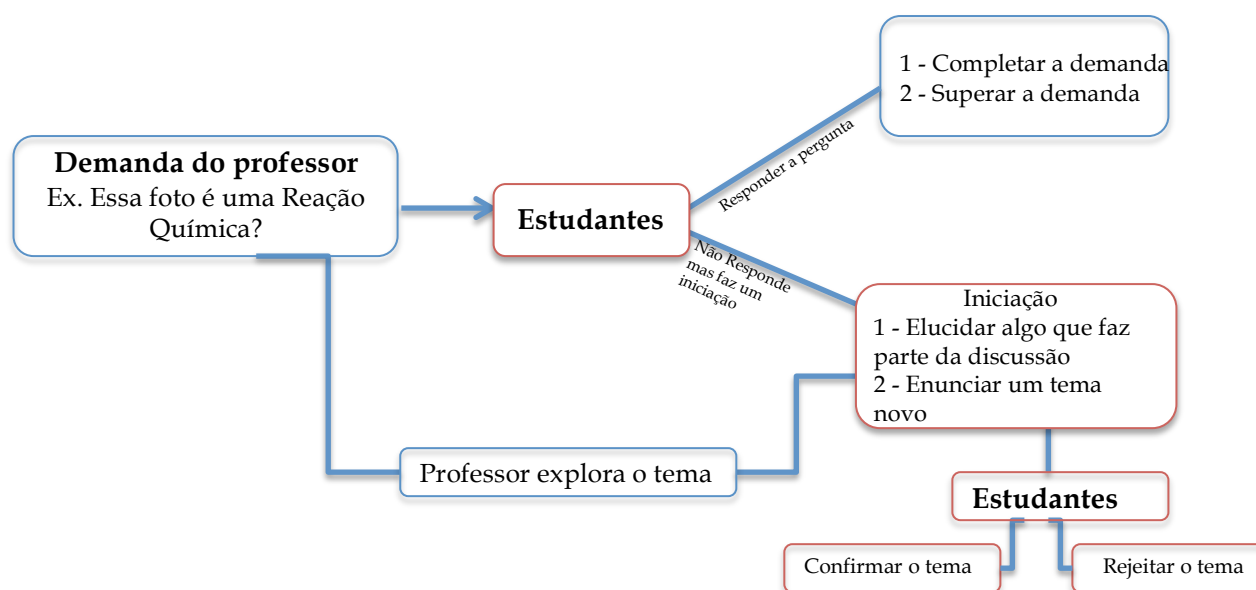 1 - Completar a demanda
2 - Superar a demanda
Demanda do professor
Ex. Essa foto é uma Reação
Química?
Estudantes
Responder a pergunta
Não Responde
mas faz um
iniciação
Iniciação
1 - Elucidar algo que faz
parte da discussão
2 - Enunciar um tema
novo
Professor explora o tema
Estudantes
Confirmar o tema
Rejeitar o tema